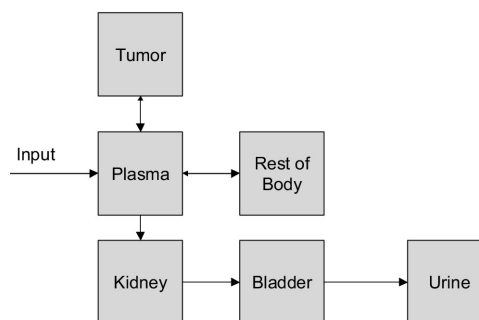 Tumor
Input
Plasma
Rest of
Body
Kidney
Bladder
Urine